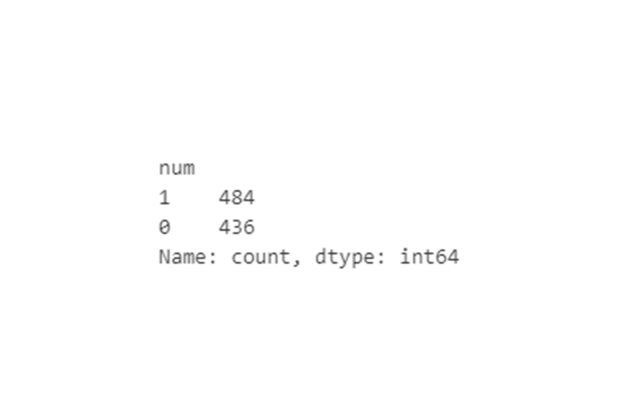 num
1    484
0    436
Name: count, dtype: int64